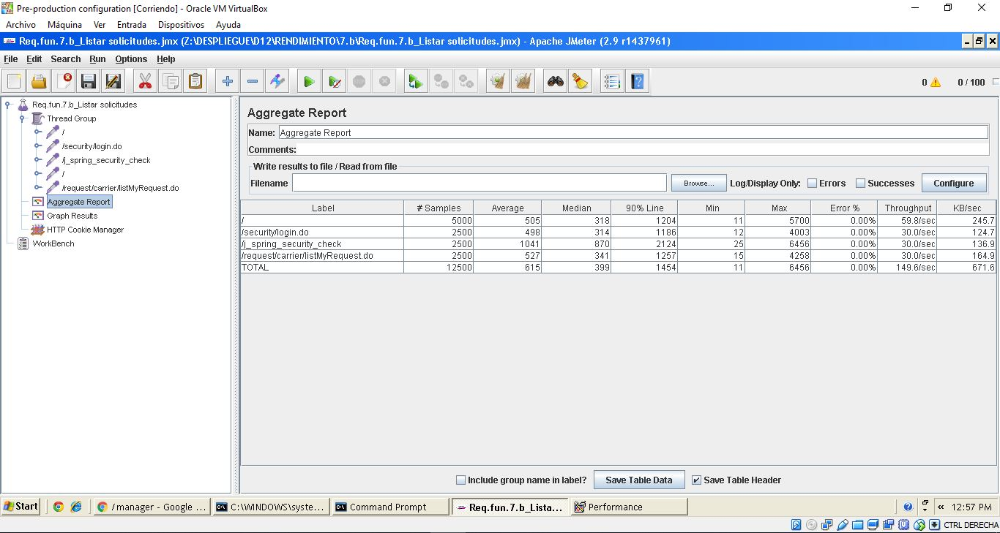 Pre-production configuration [Corriendo] - Oracle VM VirtualBox
Archivo Máquina Ver Entrada Dispositivos Ayuda
Req.fun.7.b_Listar solicitudes.jmx (Z:\DESPLIEGUE\D12\RENDIMIENTO\7.b\Req.fun.7.b_Listar solicitudes.jmx) - Apache JMeter (2.9 r1437961)
File Edit Search Run Options Help
0 0 / 100
Req.fun.7.b_Listar solicitudes
Thread Group
/
/security/login.do
/j_spring_security_check
/
/request/carrier/listMyRequest.do
Aggregate Report
Graph Results
HTTP Cookie Manager
WorkBench
Aggregate Report
Name: Aggregate Report
Comments:
Write results to file / Read from file
Filename Browse... Log/Display Only: Errors Successes Configure
Label # Samples Average Median 90% Line Min Max Error % Throughput KB/sec
/ 5000 505 318 1204 11 5700 0.00% 59.8/sec 245.7
/security/login.do 2500 498 314 1186 12 4003 0.00% 30.0/sec 124.7
/j_spring_security_check 2500 1041 870 2124 25 6456 0.00% 30.0/sec 136.9
/request/carrier/listMyRequest.do 2500 527 341 1257 15 4258 0.00% 30.0/sec 164.9
TOTAL 12500 615 399 1454 11 6456 0.00% 149.6/sec 671.6
Include group name in label? Save Table Data Save Table Header
Start /manager - Google ... C:\WINDOWS\syste... Command Prompt Req.fun.7.b_Lista... Performance « 12:57 PM
CTRL DERECHA